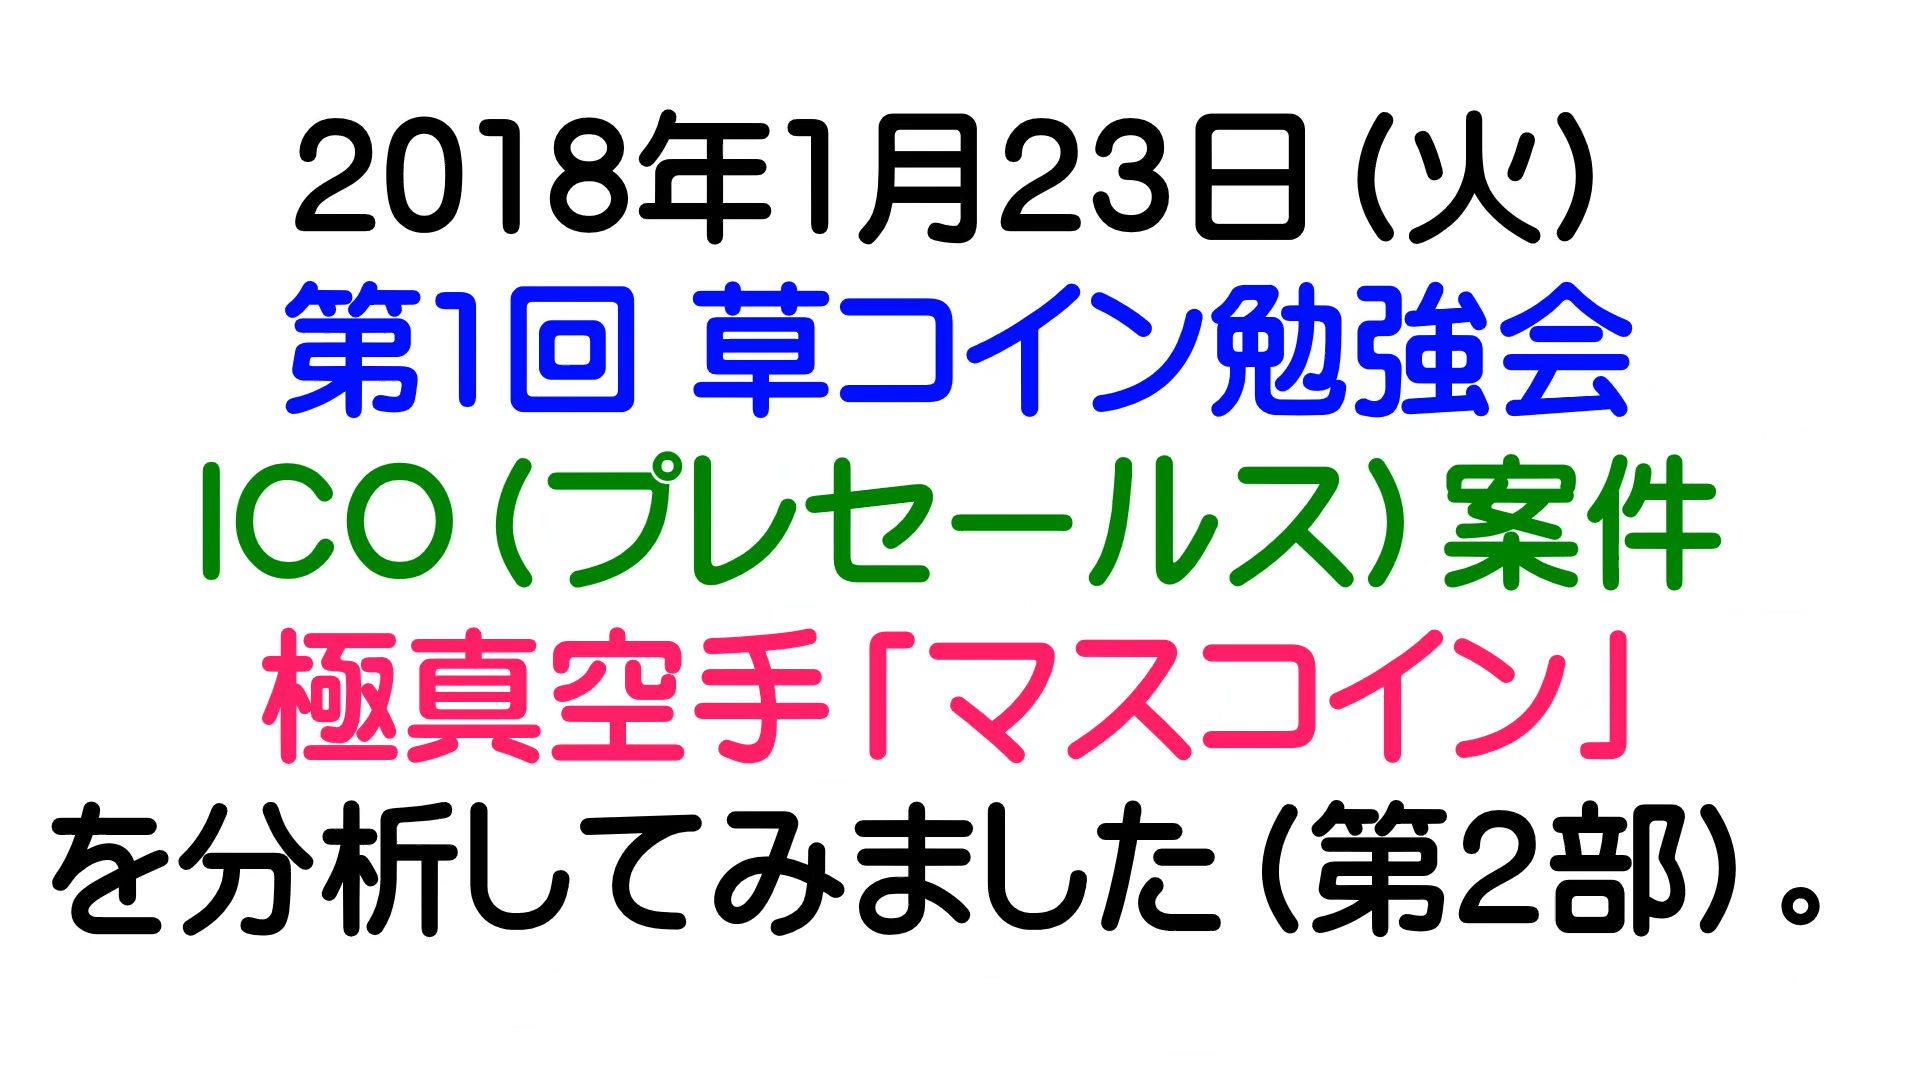 2018年1月23日（火）
第1回 草コイン勉強会
ICO（プレセールス）案件
極真空手「マスコイン」
を分析してみました（第2部）。